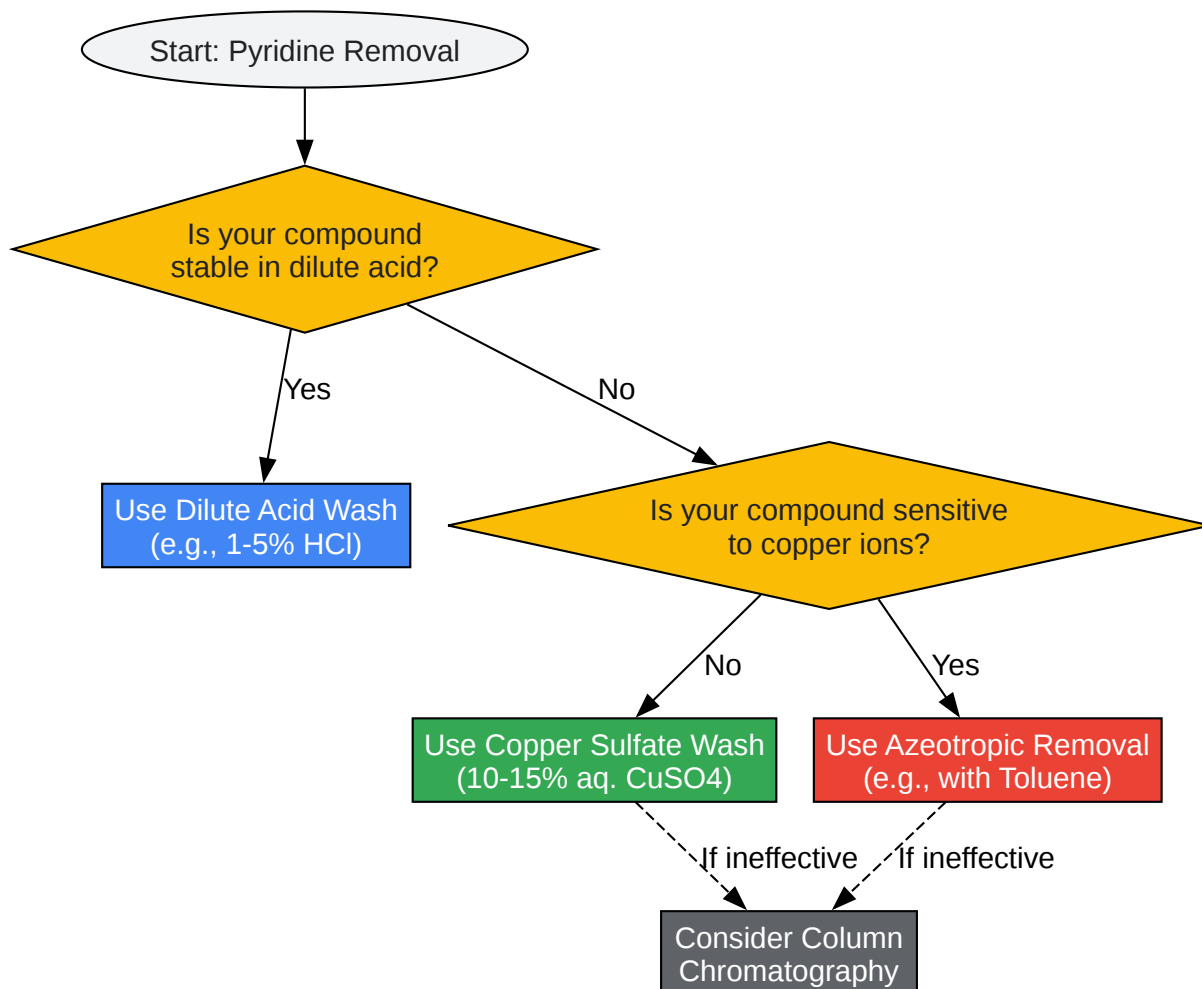 Start: Pyridine Removal
Is your compound
stable in dilute acid?
Yes
No
Use Dilute Acid Wash
(e.g., 1-5% HCl)
Is your compound sensitive
to copper ions?
No
Yes
Use Copper Sulfate Wash
(10-15% aq. CuSO4)
Use Azeotropic Removal
(e.g., with Toluene)
If ineffective
If ineffective
Consider Column
Chromatography